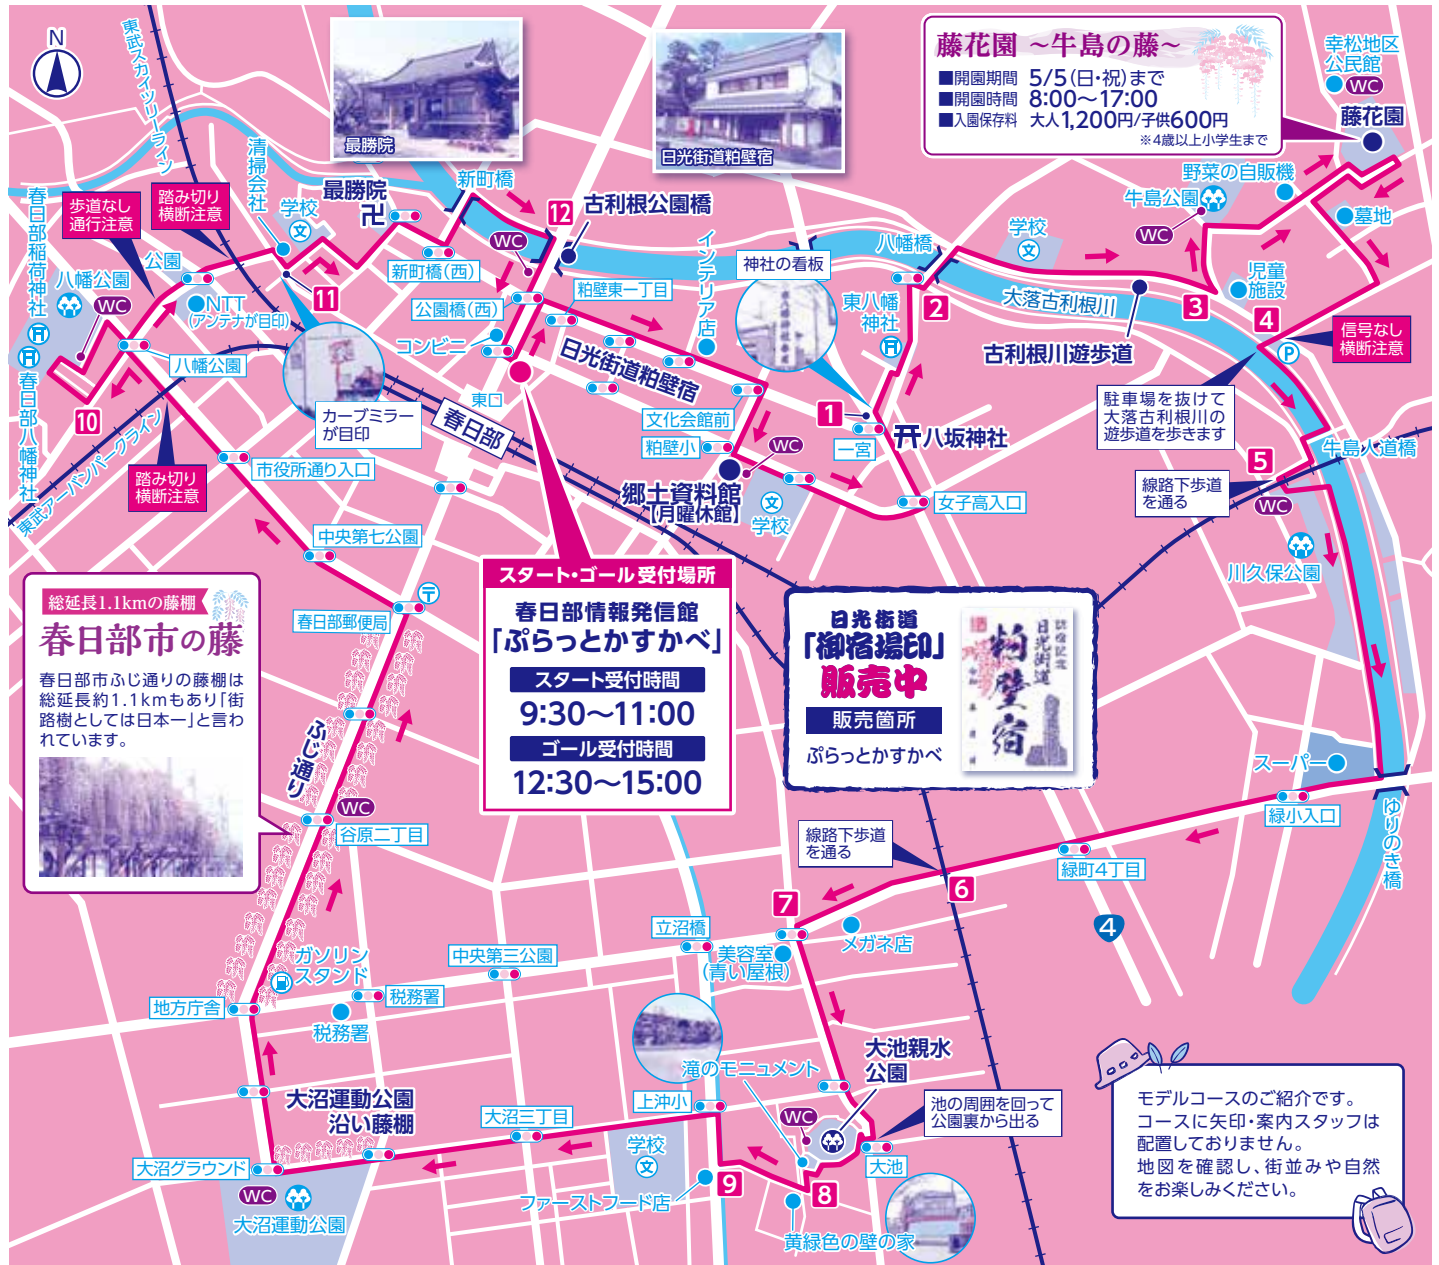 N
東武スカイツリーライン
最勝院
日光街道粕壁宿
藤花園 ～牛島の藤～
■開園期間 5/5(日・祝)まで
■開園時間 8:00～17:00
■入園保存料 大人1,200円/子供600円
※4歳以上小学生まで
幸松地区
公民館
WC
藤花園
野菜の自販機
牛島公園
WC
墓地
清掃会社
踏み切り
横断注意
歩道なし
通行注意
春日部稲荷神社
八幡公園
WC
公園
学校
文
最勝院
卍
新町橋
新町橋(西)
WC
12
古利根公園橋
インテリア店
神社の看板
八幡橋
学校
文
東八幡
神社
2
大落古利根川
古利根川遊歩道
3
児童
施設
4
信号なし
横断注意
P
NTT
(アンテナが目印)
11
公園橋(西)
粕壁東一丁目
コンビニ
日光街道粕壁宿
八幡公園
カーブミラー
が目印
東口
春日部
文化会館前
粕壁小
1
一宮
八坂神社
駐車場を抜けて
大落古利根川の
遊歩道を歩きます
牛島人道橋
5
線路下歩道
を通る
WC
川久保公園
10
春日部八幡神社
東武アーバンパークライン
踏み切り
横断注意
市役所通り入口
WC
郷土資料館
【月曜休館】
学校
文
女子高入口
中央第七公園
春日部郵便局
〒
総延長1.1kmの藤棚
春日部市の藤
春日部市ふじ通りの藤棚は
総延長約1.1kmもあり「街
路樹としては日本一」と言わ
れています。
スタート・ゴール受付場所
春日部情報発信館
「ぷらっとかすかべ」
スタート受付時間
9:30～11:00
ゴール受付時間
12:30～15:00
日光街道
「御宿場印」
販売中
販売箇所
ぷらっとかすかべ
日光街道
粕壁宿
ふじ通り
WC
谷原二丁目
スーパー
緑小入口
ゆりのき橋
線路下歩道
を通る
緑町4丁目
6
4
7
メガネ店
美容室
(青い屋根)
立沼橋
中央第三公園
ガソリン
スタンド
税務署
税務署
地方庁舎
大池親水
公園
滝のモニュメント
WC
池の周囲を回って
公園裏から出る
大池
大沼運動公園
沿い藤棚
大沼三丁目
上沖小
学校
文
大沼グラウンド
WC
大沼運動公園
ファーストフード店
9
8
黄緑色の壁の家
モデルコースのご紹介です。
コースに矢印・案内スタッフは
配置しておりません。
地図を確認し、街並みや自然
をお楽しみください。